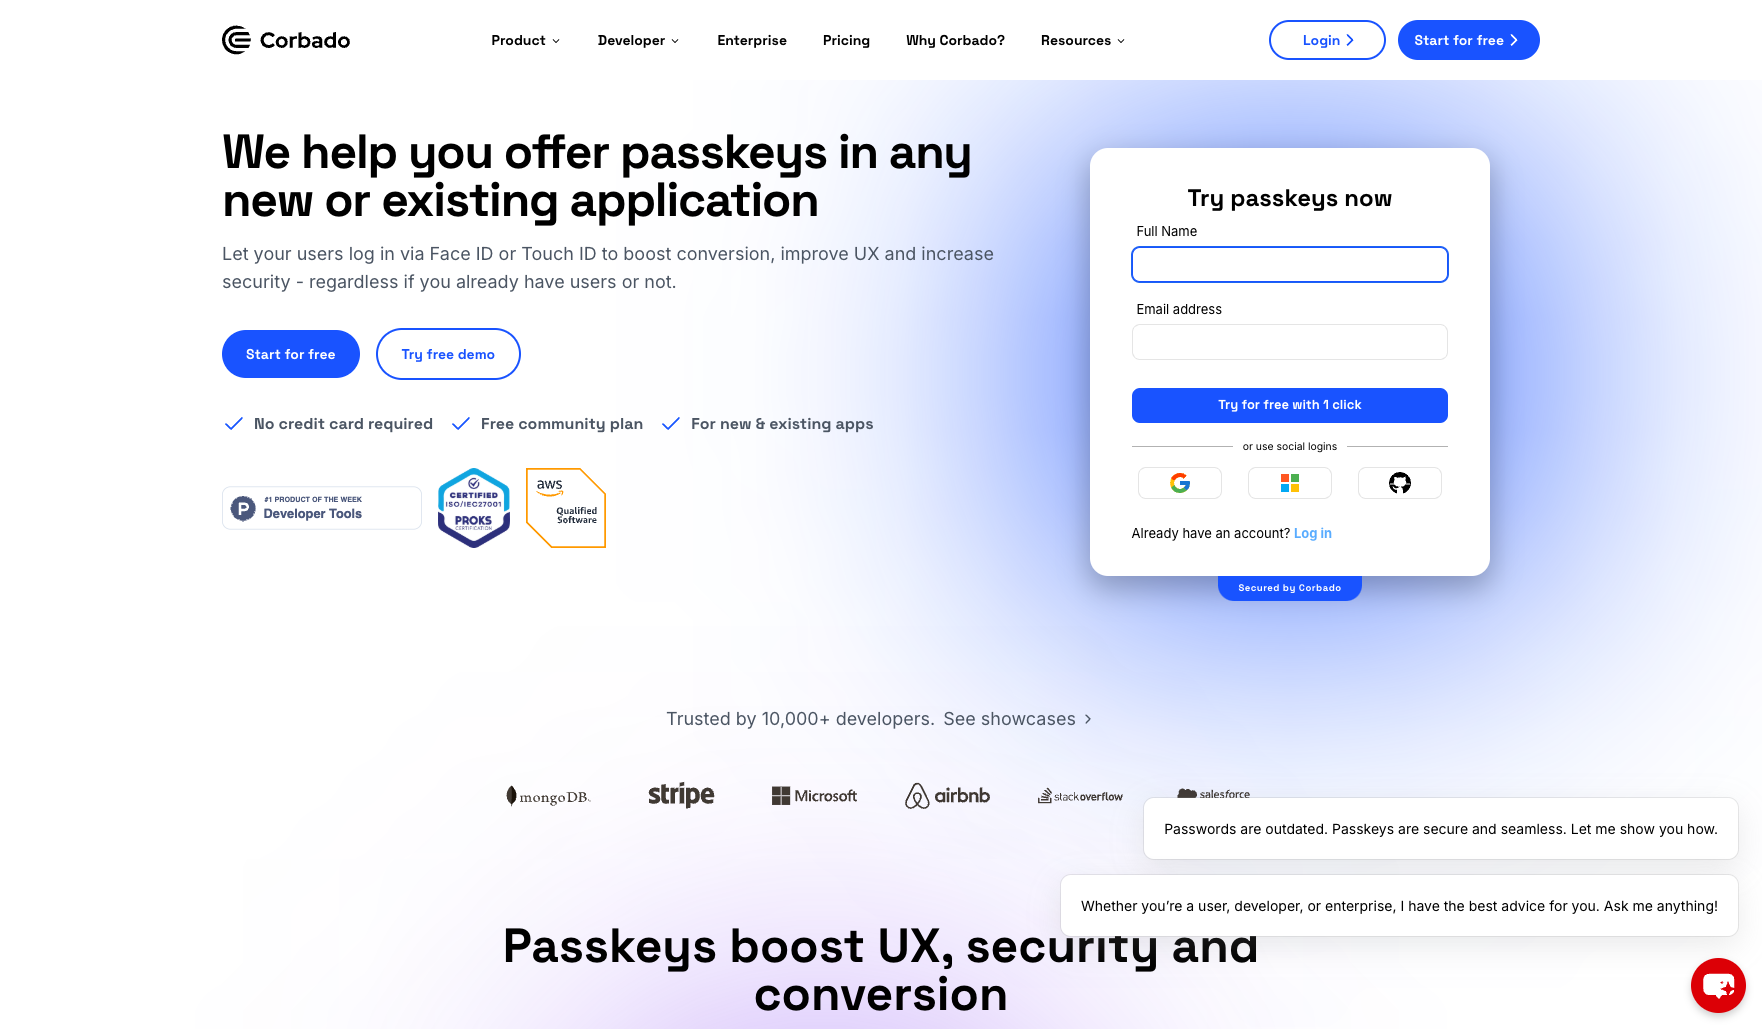 Corbado
Product
Developer
Enterprise
Pricing
Why Corbado?
Resources
Login
Start for free
We help you offer passkeys in any
new or existing application
Let your users log in via Face ID or Touch ID to boost conversion, improve UX and increase
security - regardless if you already have users or not.
Start for free
Try free demo
No credit card required
Free community plan
For new & existing apps
P
#1 PRODUCT OF THE WEEK
Developer Tools
CERTIFIED
ISO/IEC27001
PROKS
CERTIFICATION
aws
Qualified
Software
Try passkeys now
Full Name
Email address
Try for free with 1 click
or use social logins
Already have an account? Log in
Secured by Corbado
Trusted by 10,000+ developers. See showcases
mongoDB
stripe
Microsoft
airbnb
stackoverflow
salesforce
Passwords are outdated. Passkeys are secure and seamless. Let me show you how.
Whether you’re a user, developer, or enterprise, I have the best advice for you. Ask me anything!
Passkeys boost UX, security and
conversion